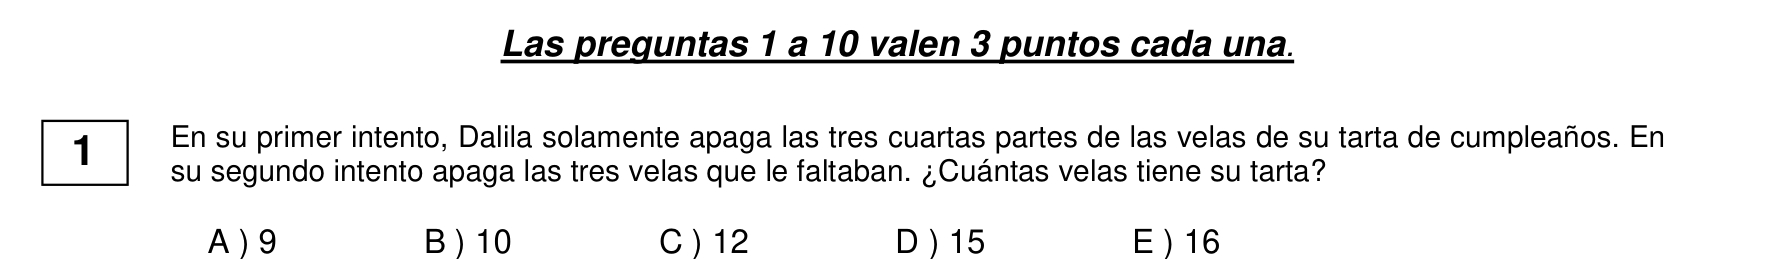 Las preguntas 1 a 10 valen 3 puntos cada una.
1
En su primer intento, Dalila solamente apaga las tres cuartas partes de las velas de su tarta de cumpleaños. En
su segundo intento apaga las tres velas que le faltaban. ¿Cuántas velas tiene su tarta?
A ) 9 B ) 10 C ) 12 D ) 15 E ) 16